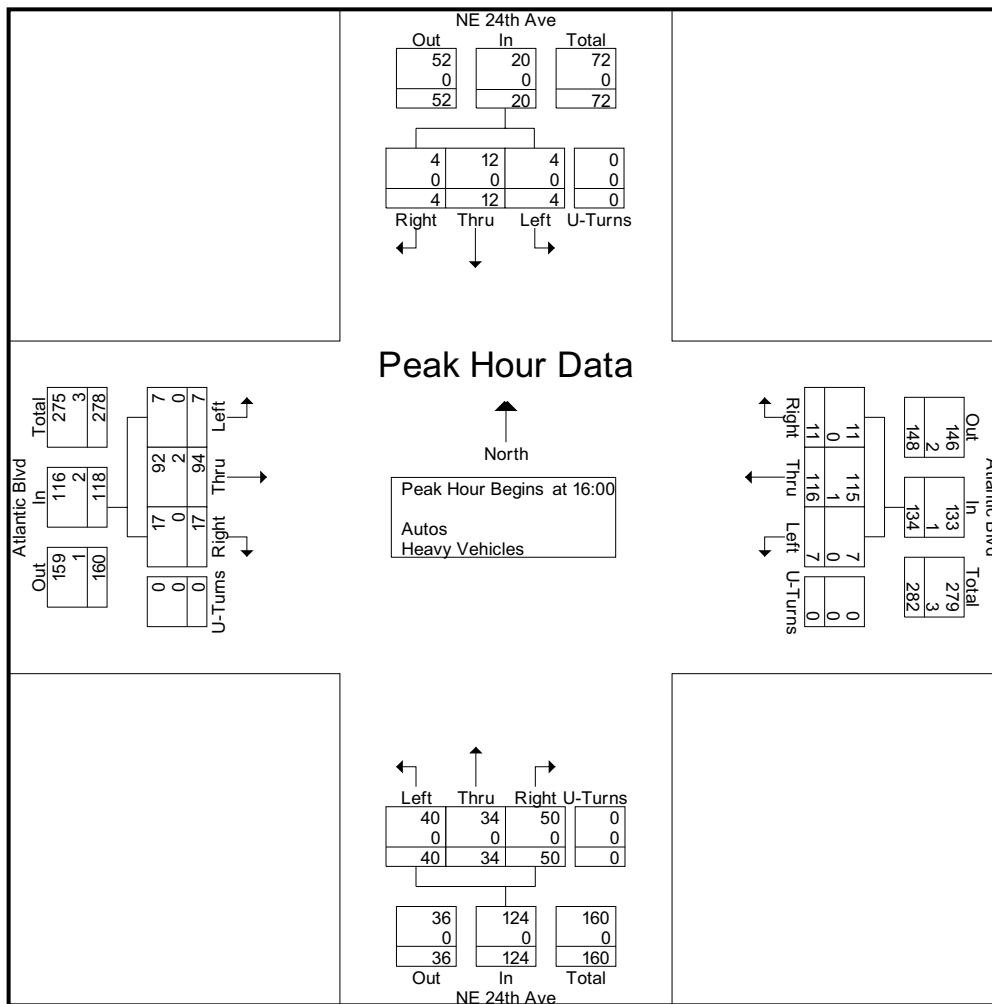 NE 24th Ave
Out In Total
52 20 72
0 0 0
52 20 72
4 12 4 0
0 0 0 0
4 12 4 0
Right Thru Left U-Turns
Peak Hour Data
North
Peak Hour Begins at 16:00
Autos
Heavy Vehicles
Atlantic Blvd
Out In Total
159 116 275
1 2 3
160 118 278
U-Turns Right Thru Left
0 17 92 7
0 0 2 0
0 17 94 7
Atlantic Blvd
Out In Total
146 133 279
2 1 3
148 134 282
Right Thru Left U-Turns
11 115 7 0
0 1 0 0
11 116 7 0
Left Thru Right U-Turns
40 34 50 0
0 0 0 0
40 34 50 0
36 124 160
0 0 0
36 124 160
Out In Total
NE 24th Ave